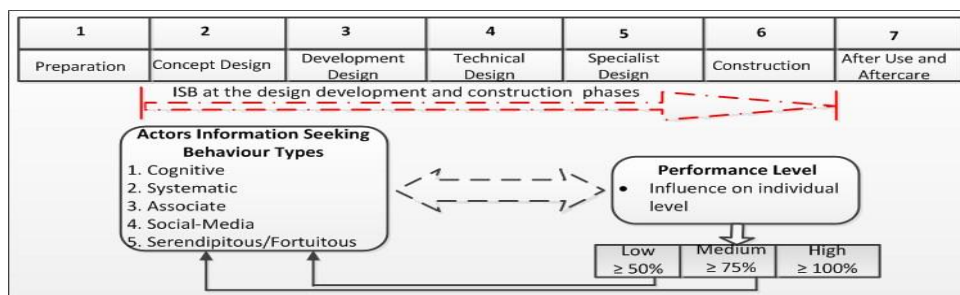 1 2 3 4 5 6 7
Preparation Concept Design Development Design Technical Design Specialist Design Construction After Use and Aftercare
ISB at the design development and construction phases
Actors Information Seeking
Behaviour Types
1. Cognitive
2. Systematic
3. Associate
4. Social-Media
5. Serendipitous/Fortuitous
Performance Level
• Influence on individual
level
Low Medium High
≥ 50% ≥ 75% ≥ 100%